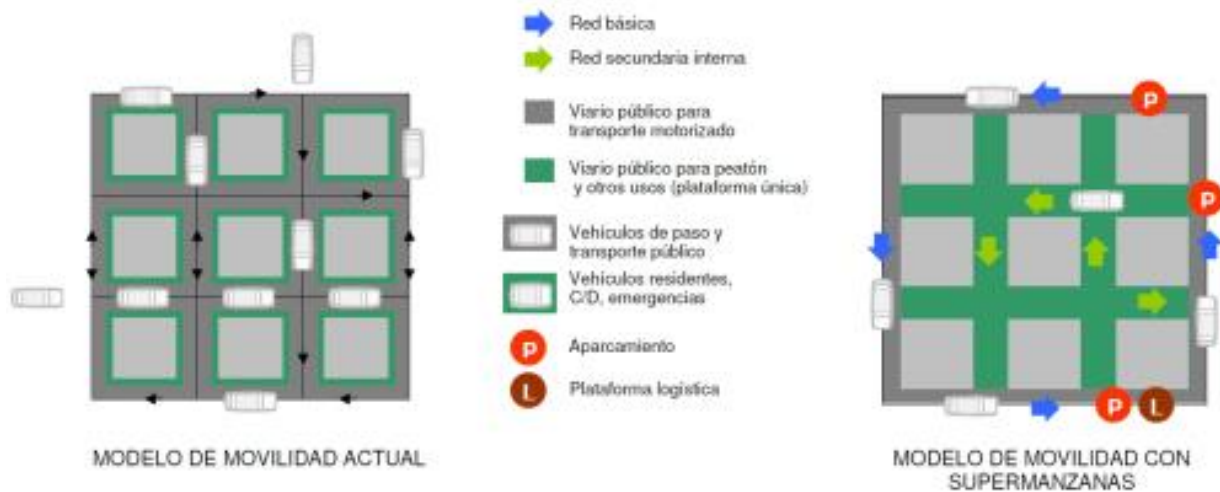 Red básica
Red secundaria interna
Viario público para
transporte motorizado
Viario público para peatón
y otros usos (plataforma única)
Vehículos de paso y
transporte público
Vehículos residentes,
C/D, emergencias
P Aparcamiento
L Plataforma logística
MODELO DE MOVILIDAD ACTUAL
P
P
P L
MODELO DE MOVILIDAD CON
SUPERMANZANAS